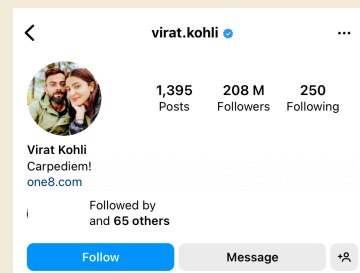 virat.kohli
1,395 208 M 250
Posts Followers Following
Virat Kohli
Carpediem!
one8.com
Followed by
and 65 others
Follow Message